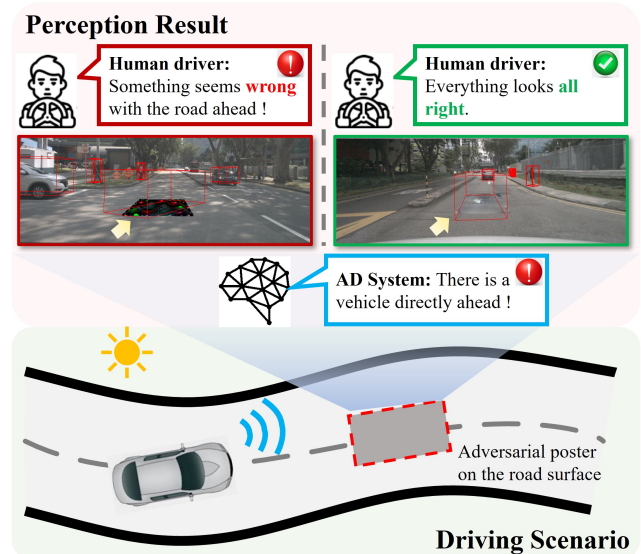 Perception Result
Human driver:
Something seems wrong
with the road ahead !
Human driver:
Everything looks all
right.
AD System: There is a
vehicle directly ahead !
Adversarial poster
on the road surface
Driving Scenario